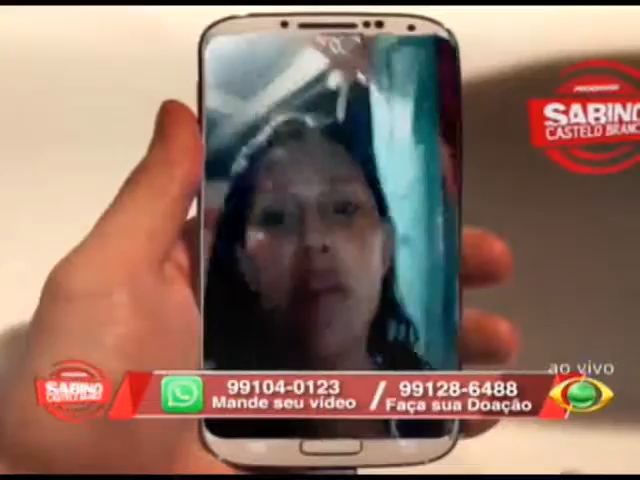 PROGRAMA
SABINO
CASTELO BRANCO
ao vivo
SABINO
CASTELO BRANCO
99104-0123
Mande seu vídeo
/
99128-6488
Faça sua Doação